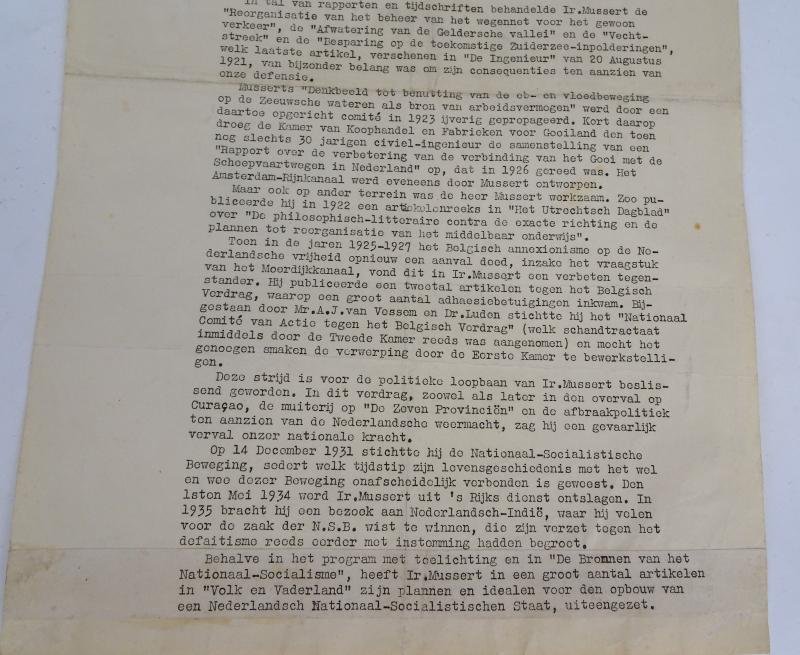 In tal van rapporten en tijdschriften behandelde Ir.Mussert de
"Reorganisatie van het beheer van het wegennet voor het gewoon
verkeer", de "Afwatering van de Geldersche vallei" en de "Vecht-
streek" en de "Besparing op de toekomstige Zuiderzee-inpolderingen",
welk laatste artikel, verschenen in "De Ingenieur" van 20 Augustus
1921, van bijzonder belang was om zijn consequenties ten aanzien van
onze defensie.
Musserts "Denkbeeld tot benutting van de eb- en vloedbeweging
op de Zeeuwsche wateren als bron van arbeidsvermogen" werd door een
daartoe opgericht comité in 1923 ijverig gepropageerd. Kort daarop
droeg de Kamer van Koophandel en Fabrieken voor Gooiland den toen
nog slechts 30 jarigen civiel-ingenieur de samenstelling van een
"Rapport over de verbetering van de verbinding van het Gooi met de
Scheepvaartwegen in Nederland" op, dat in 1926 gereed was. Het
Amsterdam-Rijnkanaal werd eveneens door Mussert ontworpen.
Maar ook op ander terrein was de heer Mussert werkzaam. Zoo pu-
bliceerde hij in 1922 een artikelenreeks in "Het Utrechtsch Dagblad"
over "De philosophisch-litteraire contra de exacte richting en de
plannen tot reorganisatie van het middelbaar onderwijs".
Toen in de jaren 1925-1927 het Belgisch annexionisme op de Ne-
derlandsche vrijheid opnieuw een aanval deed, inzake het vraagstuk
van het Moerdijkkanaal, vond dit in Ir.Mussert een verbeten tegen-
stander. Hij publiceerde een tweetal artikelen tegen het Belgisch
Verdrag, waarop een groot aantal adhaesiebetuigingen inkwam. Bij-
gestaan door Mr.A.J.van Vessem en Dr.Luden stichtte hij het "Nationaal
Comité van Actie tegen het Belgisch Verdrag" (welk schandtractaat
inmiddels door de Tweede Kamer reeds was aangenomen) en mocht het
genoegen smaken de verwerping door de Eerste Kamer te bewerkstelli-
gen.
Deze strijd is voor de politieke loopbaan van Ir.Mussert beslis-
send geworden. In dit verdrag, zoowel als later in den overval op
Curaçao, de muiterij op "De Zeven Provinciën" en de afbraakpolitiek
ten aanzien van de Nederlandsche weermacht, zag hij een gevaarlijk
verval onzer nationale kracht.
Op 14 December 1931 stichtte hij de Nationaal-Socialistische
Beweging, sedert welk tijdstip zijn levensgeschiedenis met het wel
en wee dezer Beweging onafscheidelijk verbonden is geweest. Den
1sten Mei 1934 werd Ir.Mussert uit 's Rijks dienst ontslagen. In
1935 bracht hij een bezoek aan Nederlandsch-Indië, waar hij velen
voor de zaak der N.S.B. wist te winnen, die zijn verzet tegen het
defaitisme reeds eerder met instemming hadden begroet.
Behalve in het program met toelichting en in "De Bronnen van het
Nationaal-Socialisme", heeft Ir.Mussert in een groot aantal artikelen
in "Volk en Vaderland" zijn plannen en idealen voor den opbouw van
een Nederlandsch Nationaal-Socialistischen Staat, uiteengezet.